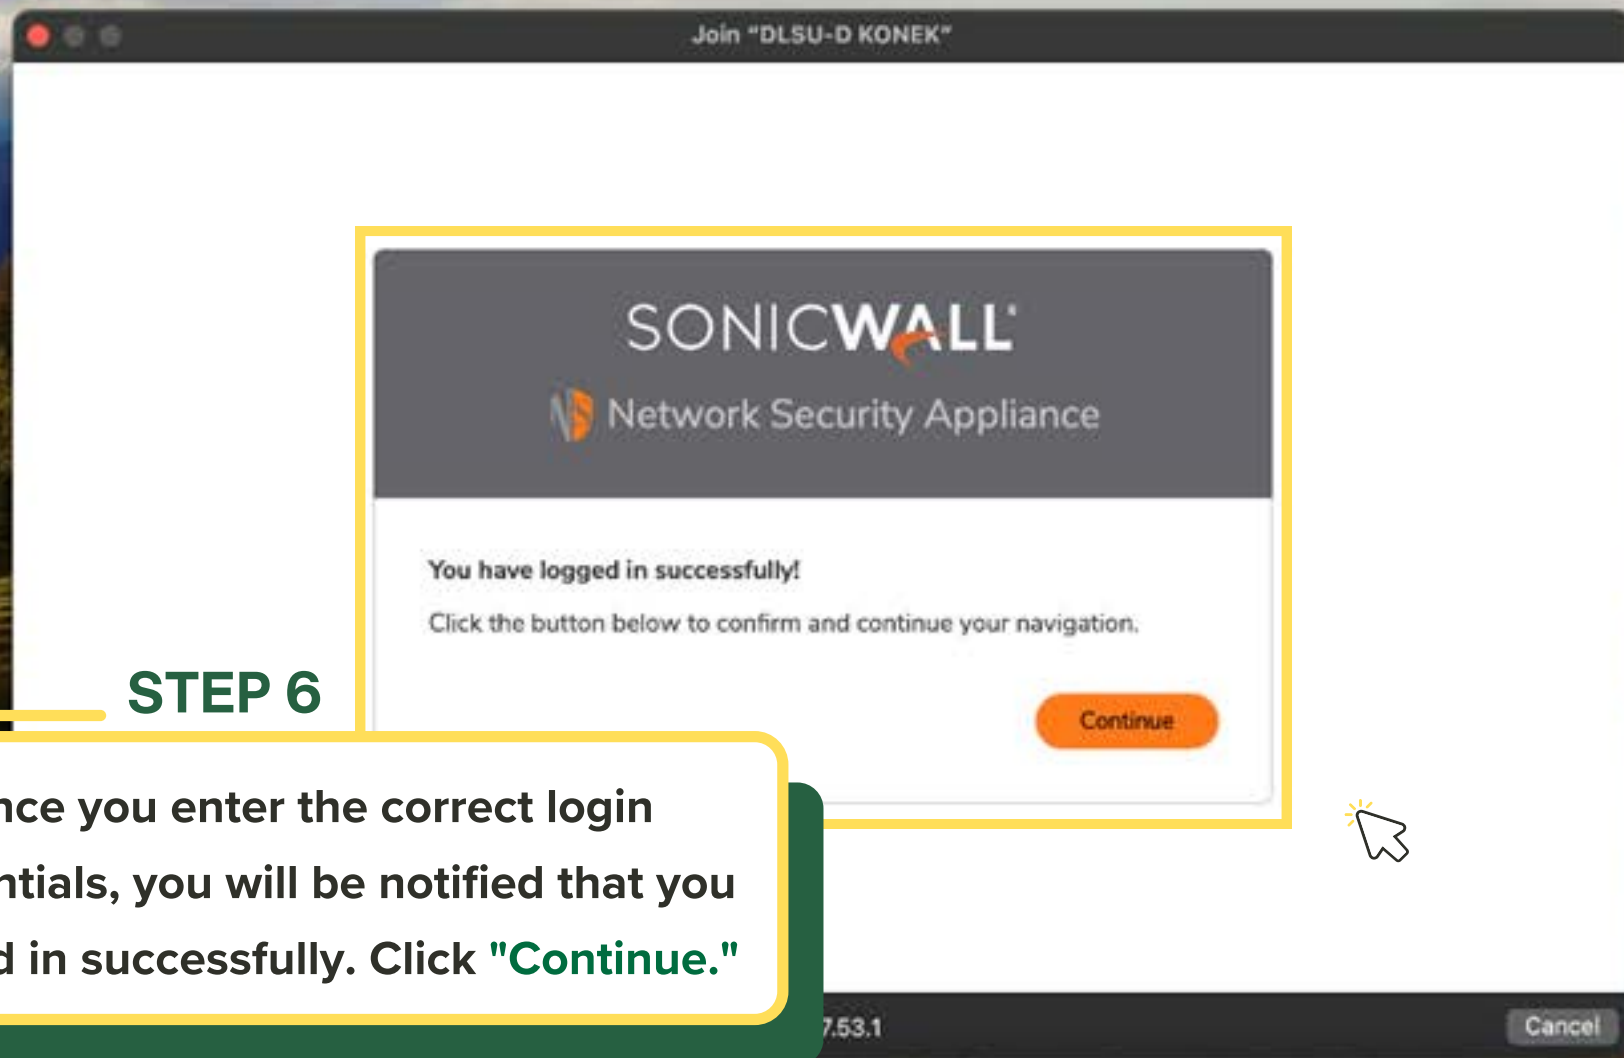 Join "DLSU-D KONEK"
SONICWALL
Network Security Appliance
You have logged in successfully!
Click the button below to confirm and continue your navigation.
Continue
STEP 6
nce you enter the correct login
ntials, you will be notified that you
d in successfully. Click "Continue."
7.53.1
Cancel